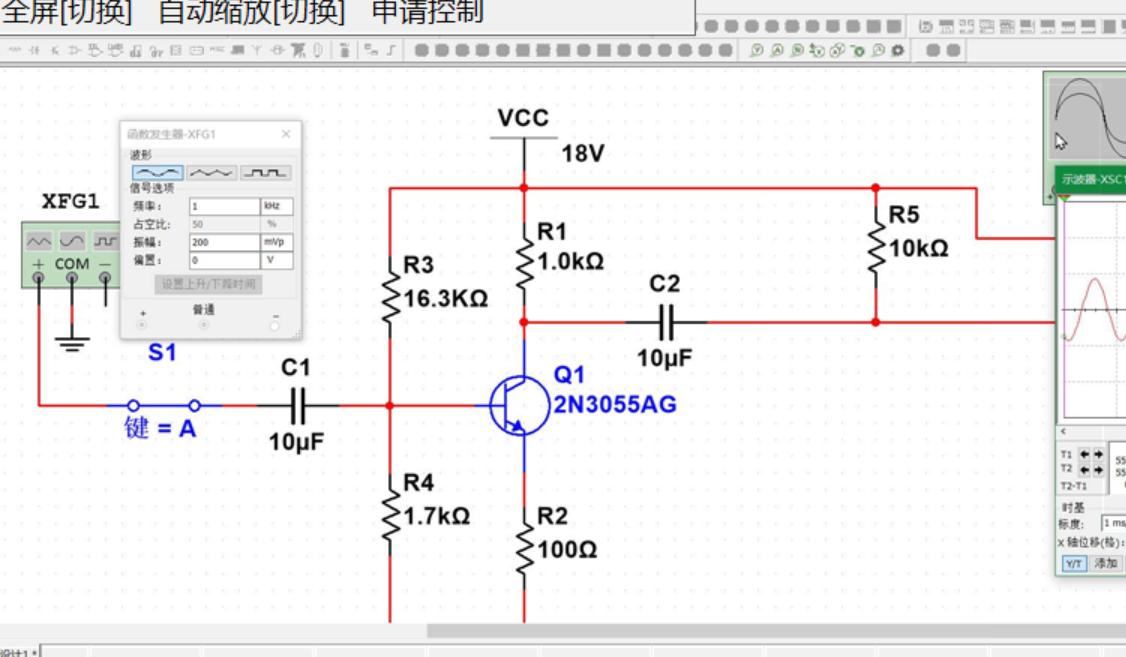 全屏[切换] 自动缩放[切换] 申请控制
函数发生器-XFG1
波形
信号选项
频率: 1 kHz
占空比: 50 %
振幅: 200 mVp
偏置: 0 V
设置上升/下降时间
+ 普通 −
XFG1
+ COM −
S1
键 = A
C1
10µF
VCC
18V
R1
1.0kΩ
R3
16.3KΩ
C2
10µF
R5
10kΩ
Q1
2N3055AG
R4
1.7kΩ
R2
100Ω
示波器-XSC1
T1
T2
T2-T1
时基
标度: 1 ms
X 轴位移(格):
Y/T 添加
设计1 *